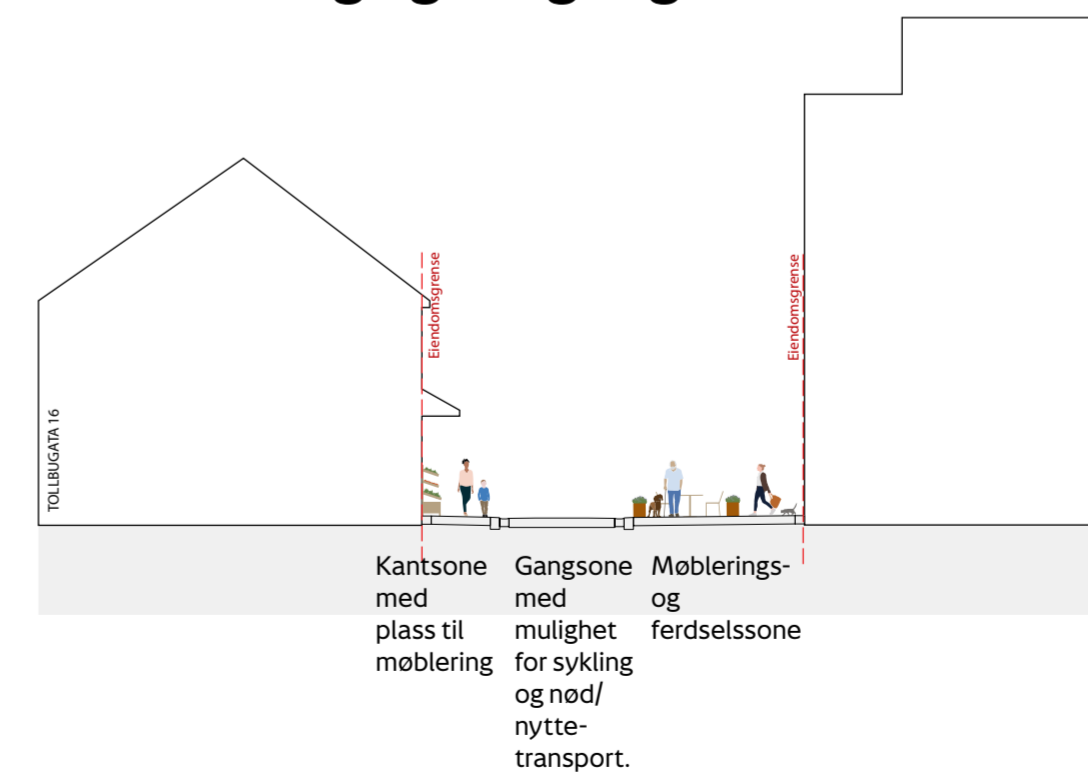 Eiendomsgrense
Eiendomsgrense
TOLLBUGATA 16
Kantsone
med
plass til
møblering
Gangsone
med
mulighet
for sykling
og nød/
nytte-
transport.
Møblerings-
og
ferdselssone